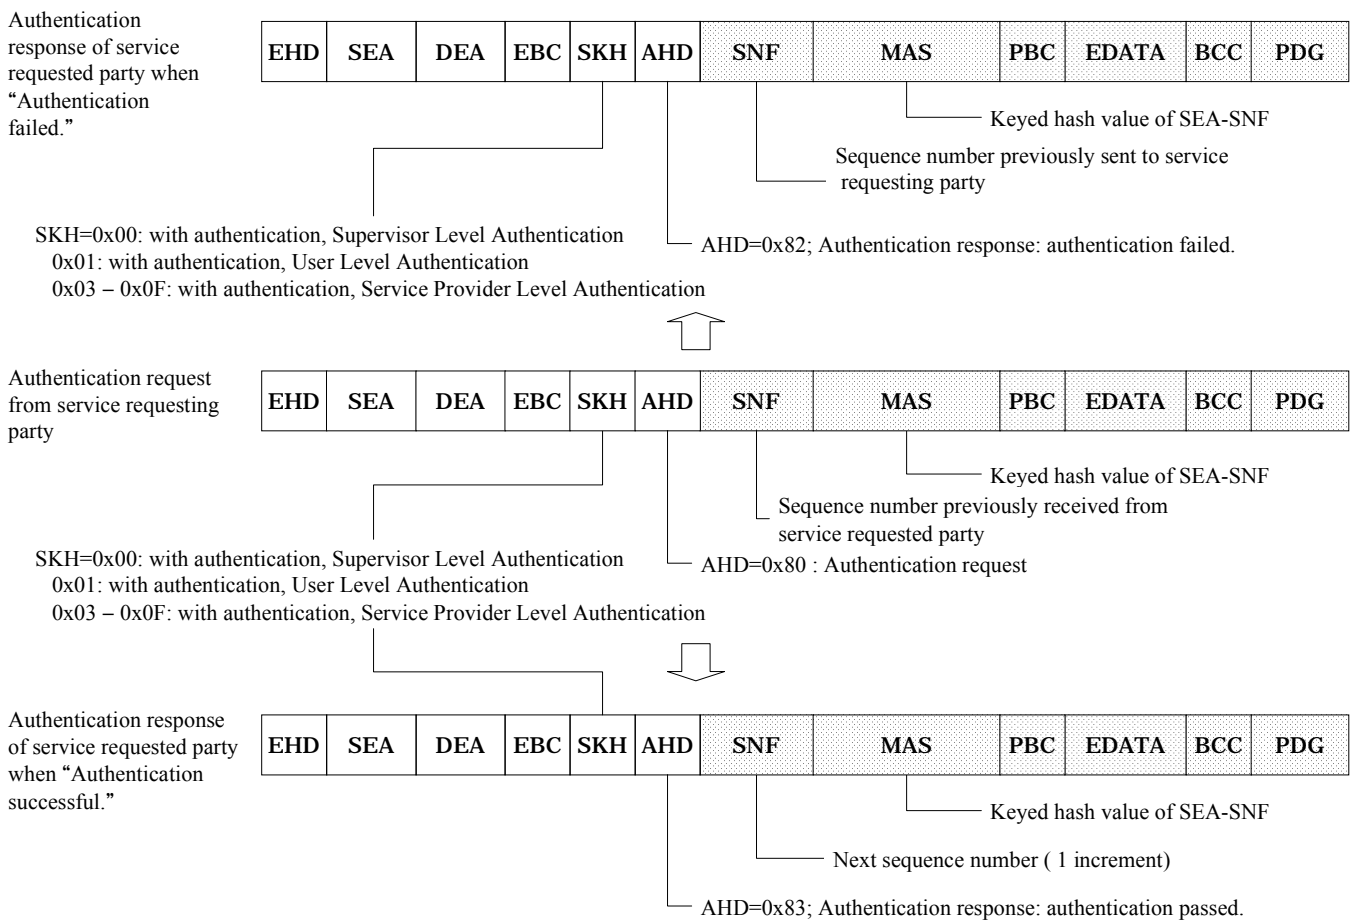 Authentication
response of service
requested party when
“Authentication
failed.”
EHD SEA DEA EBC SKH AHD SNF MAS PBC EDATA BCC PDG
Keyed hash value of SEA-SNF
Sequence number previously sent to service
requesting party
AHD=0x82; Authentication response: authentication failed.
SKH=0x00: with authentication, Supervisor Level Authentication
0x01: with authentication, User Level Authentication
0x03 – 0x0F: with authentication, Service Provider Level Authentication
Authentication request
from service requesting
party
EHD SEA DEA EBC SKH AHD SNF MAS PBC EDATA BCC PDG
Keyed hash value of SEA-SNF
Sequence number previously received from
service requested party
AHD=0x80 : Authentication request
SKH=0x00: with authentication, Supervisor Level Authentication
0x01: with authentication, User Level Authentication
0x03 – 0x0F: with authentication, Service Provider Level Authentication
Authentication response
of service requested party
when “Authentication
successful.”
EHD SEA DEA EBC SKH AHD SNF MAS PBC EDATA BCC PDG
Keyed hash value of SEA-SNF
Next sequence number ( 1 increment)
AHD=0x83; Authentication response: authentication passed.